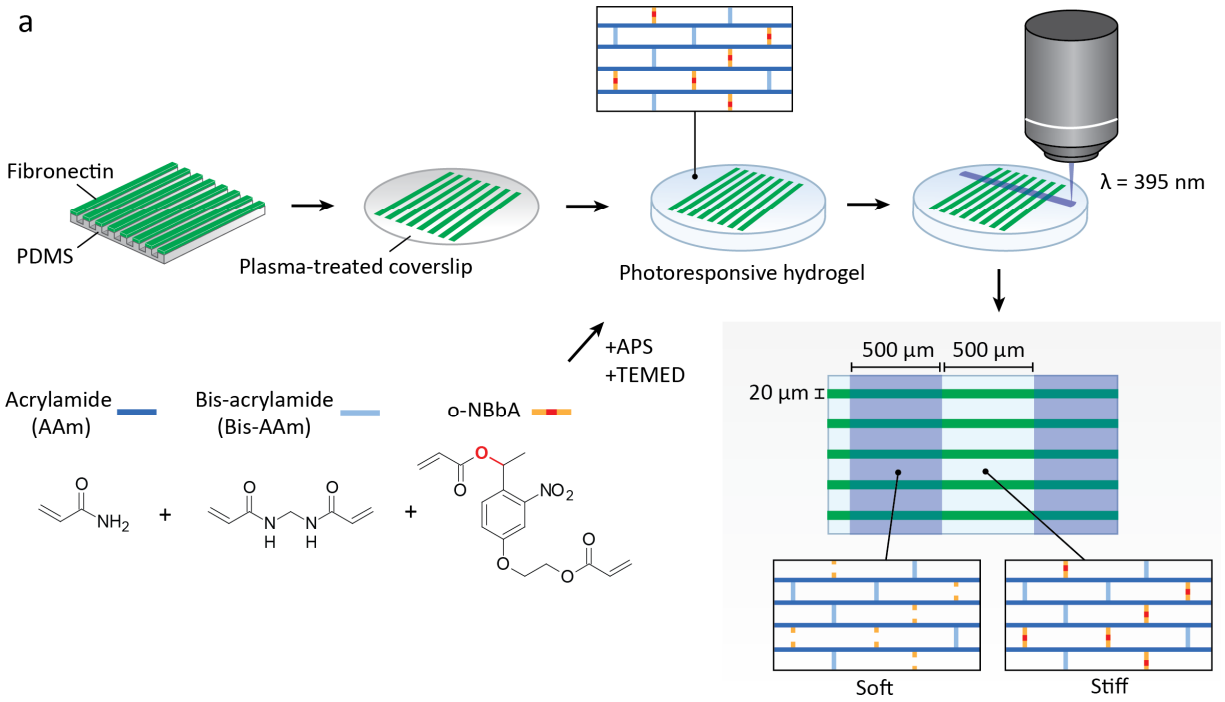 a
Fibronectin
PDMS
Plasma-treated coverslip
Photoresponsive hydrogel
λ = 395 nm
+APS
+TEMED
Acrylamide
(AAm)
Bis-acrylamide
(Bis-AAm)
o-NBbA
O
NH₂
+
O
O
N
H
N
H
+
O
O
NO₂
O
O
O
500 µm
500 µm
20 µm
Soft
Stiff